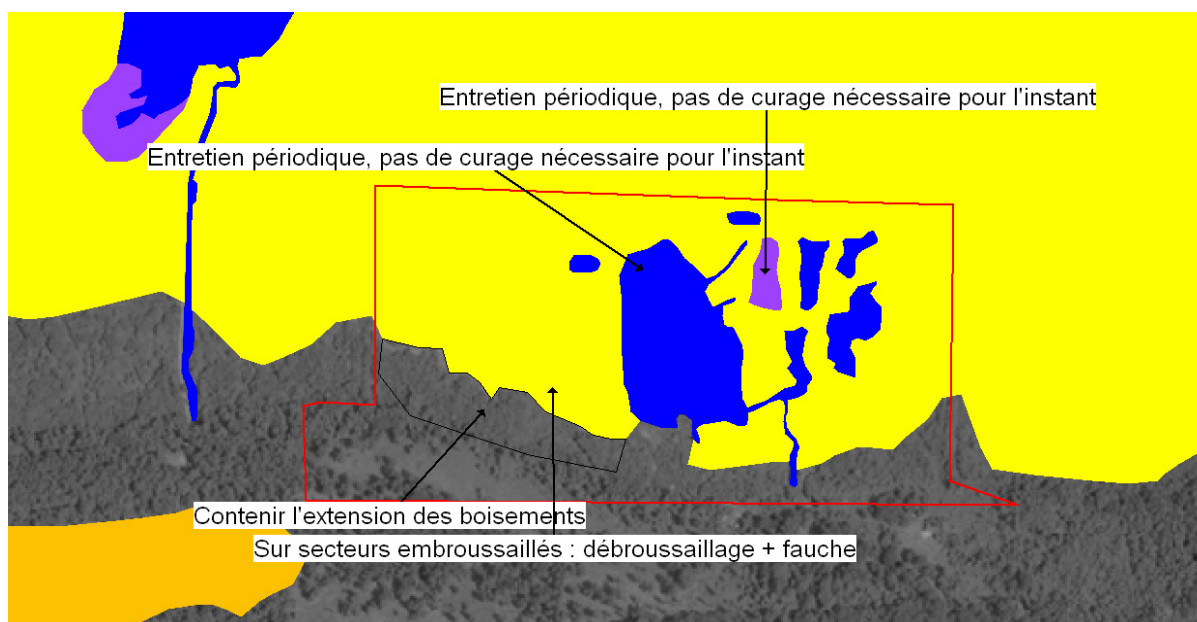 Entretien périodique, pas de curage nécessaire pour l'instant
Entretien périodique, pas de curage nécessaire pour l'instant
Contenir l'extension des boisements
Sur secteurs embroussaillés : débroussaillage + fauche